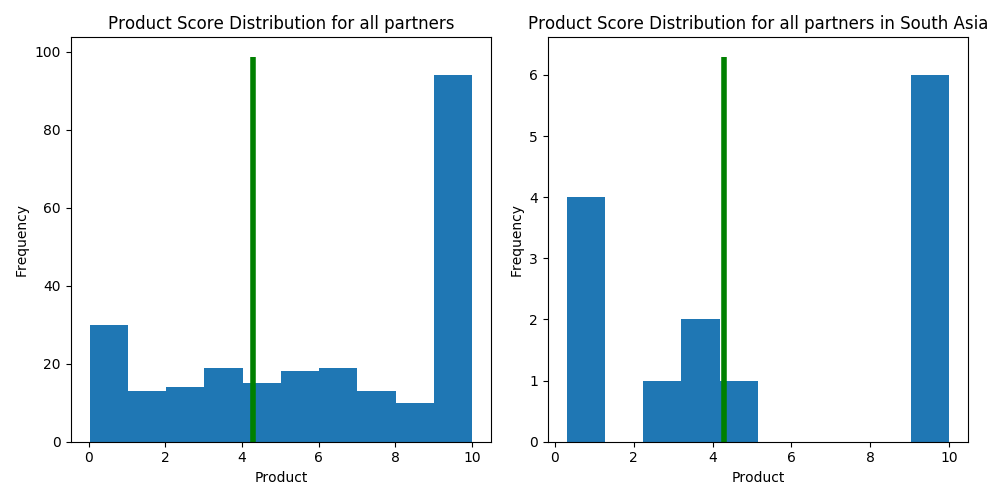 Product Score Distribution for all partners
100
80
60
40
20
0
Frequency
0 2 4 6 8 10
Product
Product Score Distribution for all partners in South Asia
6
5
4
3
2
1
0
Frequency
0 2 4 6 8 10
Product